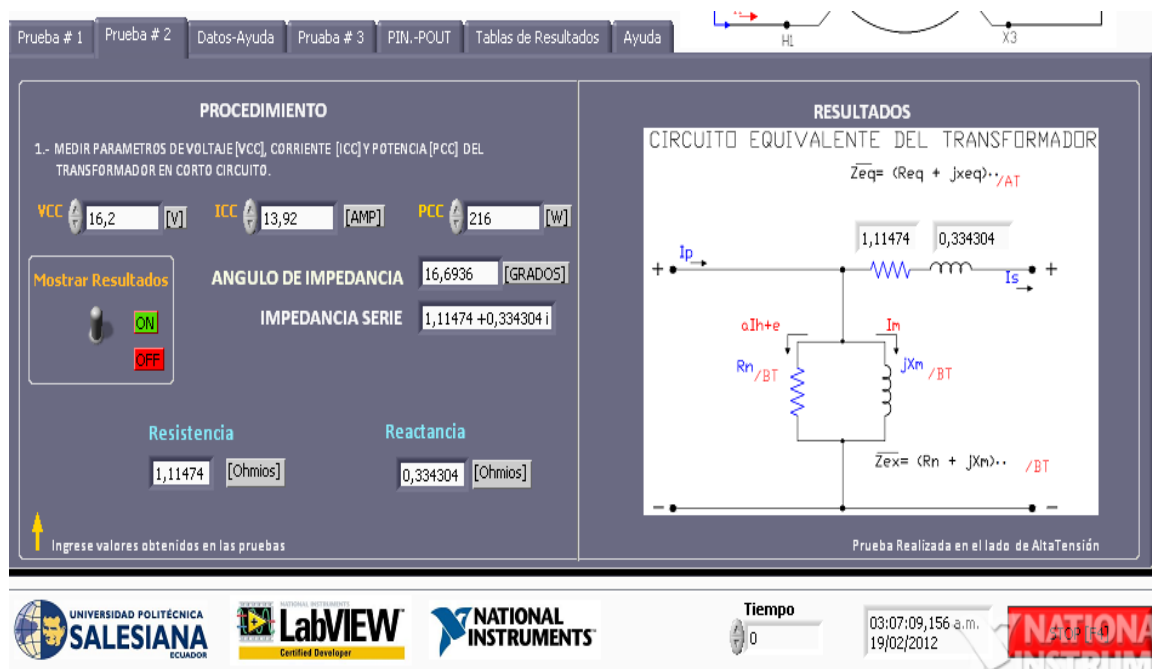 H1
X3
Prueba # 1
Prueba # 2
Datos-Ayuda
Pruaba # 3
PIN.-POUT
Tablas de Resultados
Ayuda
PROCEDIMIENTO
1.- MEDIR PARAMETROS DE VOLTAJE [VCC], CORRIENTE [ICC] Y POTENCIA [PCC] DEL
TRANSFORMADOR EN CORTO CIRCUITO.
VCC 16,2 [V] ICC 13,92 [AMP] PCC 216 [W]
Mostrar Resultados
ON
OFF
ANGULO DE IMPEDANCIA 16,6936 [GRADOS]
IMPEDANCIA SERIE 1,11474 +0,334304 i
Resistencia
1,11474 [Ohmios]
Reactancia
0,334304 [Ohmios]
Ingrese valores obtenidos en las pruebas
RESULTADOS
CIRCUITO EQUIVALENTE DEL TRANSFORMADOR
Zeq= (Req + jxeq)../AT
1,11474 0,334304
Ip
+
Is
+
aIh+e
Im
Rn/BT
jXm /BT
Zex= (Rn + jXm).. /BT
-
-
Prueba Realizada en el lado de AltaTensión
UNIVERSIDAD POLITÉCNICA
SALESIANA
ECUADOR
NATIONAL INSTRUMENTS
LabVIEW
Certified Developer
NATIONAL
INSTRUMENTS
Tiempo
0
03:07:09,156 a.m.
19/02/2012
STOP [F4]